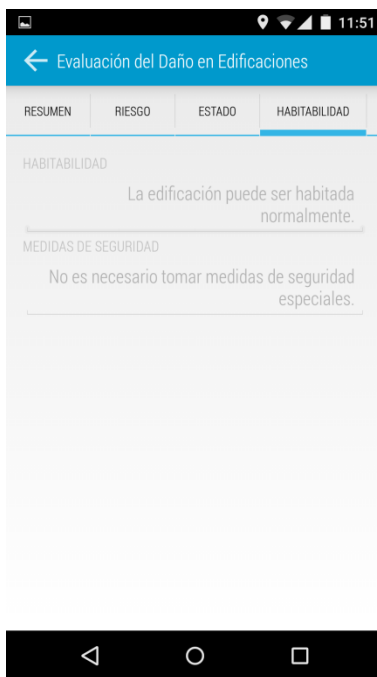 11:51
Evaluación del Daño en Edificaciones
RESUMEN RIESGO ESTADO HABITABILIDAD
HABITABILIDAD
La edificación puede ser habitada
normalmente.
MEDIDAS DE SEGURIDAD
No es necesario tomar medidas de seguridad
especiales.